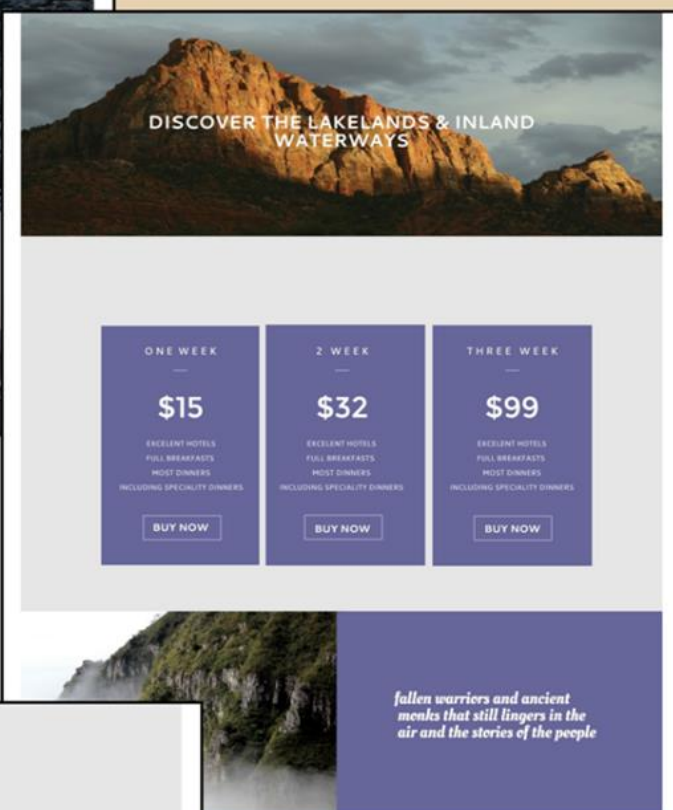 DISCOVER THE LAKELANDS & INLAND
WATERWAYS
ONE WEEK
$15
EXCELENT HOTELS
FULL BREAKFASTS
MOST DINNERS
INCLUDING SPECIALITY DINNERS
BUY NOW
2 WEEK
$32
EXCELENT HOTELS
FULL BREAKFASTS
MOST DINNERS
INCLUDING SPECIALITY DINNERS
BUY NOW
THREE WEEK
$99
EXCELENT HOTELS
FULL BREAKFASTS
MOST DINNERS
INCLUDING SPECIALITY DINNERS
BUY NOW
fallen warriors and ancient
monks that still lingers in the
air and the stories of the people